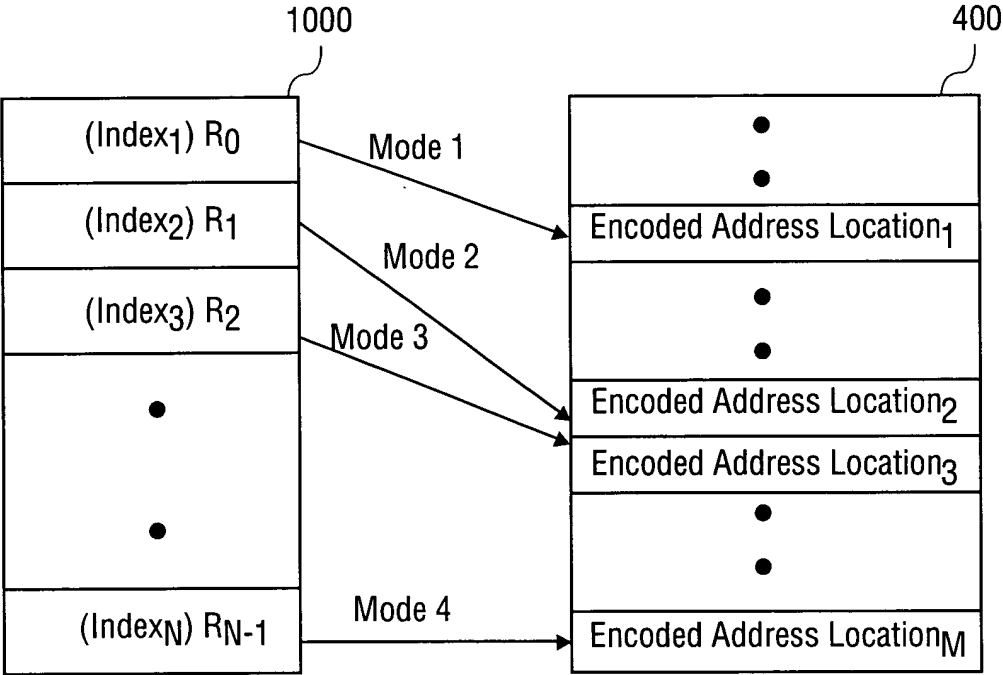 1000
400
(Index1) R0
Mode 1
Encoded Address Location1
(Index2) R1
Mode 2
(Index3) R2
Mode 3
Encoded Address Location2
Encoded Address Location3
(IndexN) RN-1
Mode 4
Encoded Address LocationM